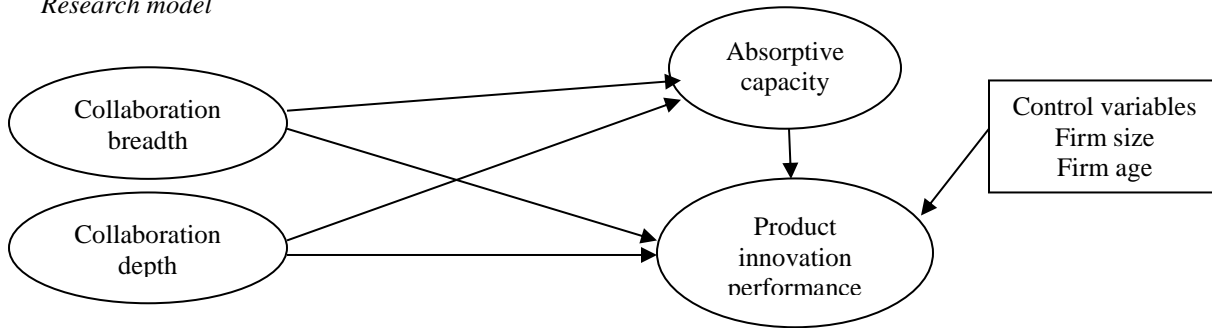 Research model
Absorptive
capacity
Collaboration
breadth
Control variables
Firm size
Firm age
Collaboration
depth
Product
innovation
performance